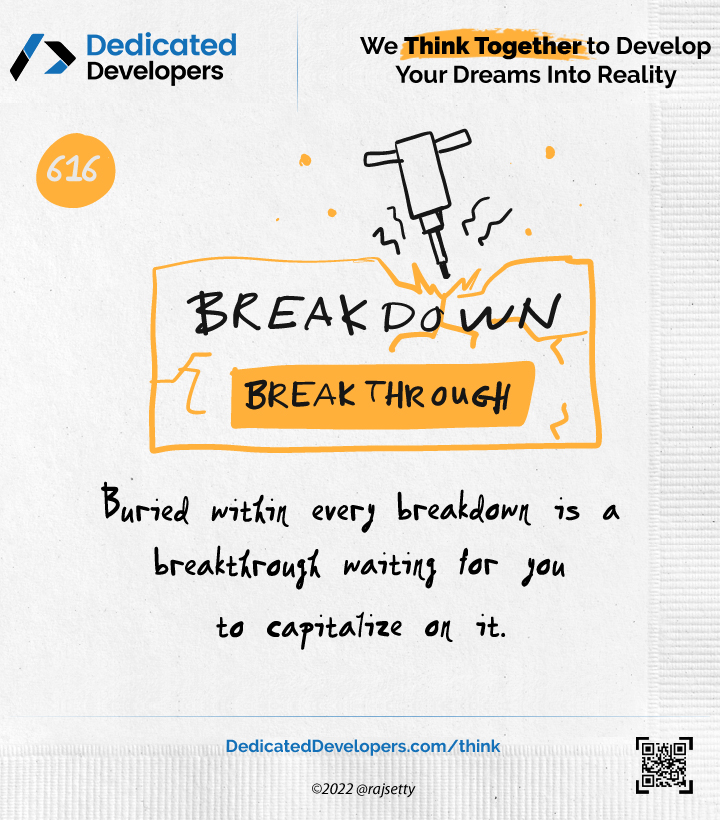 Dedicated
Developers
We Think Together to Develop
Your Dreams Into Reality
616
BREAKDOWN
BREAKTHROUGH
Buried within every breakdown is a
breakthrough waiting for you
to capitalize on it.
DedicatedDevelopers.com/think
©2022 @rajsetty